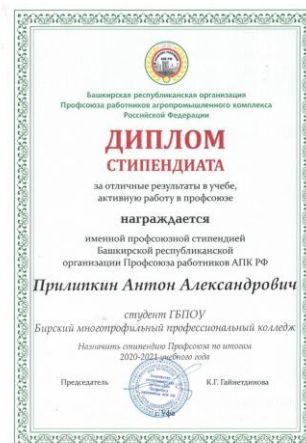 Башкирская республиканская организация
Профсоюза работников агропромышленного комплекса
Российской Федерации
ДИПЛОМ
СТИПЕНДИАТА
за отличные результаты в учебе,
активную работу в профсоюзе
награждается
именной профсоюзной стипендией
Башкирской республиканской
организации Профсоюза работников АПК РФ
Прилипкин Антон Александрович
студент ГБПОУ
Бирский многопрофильный профессиональный колледж
Назначить стипендию Профсоюза по итогам
2020-2021 учебного года
Председатель
К.Г. Гайнетдинова
г. Уфа